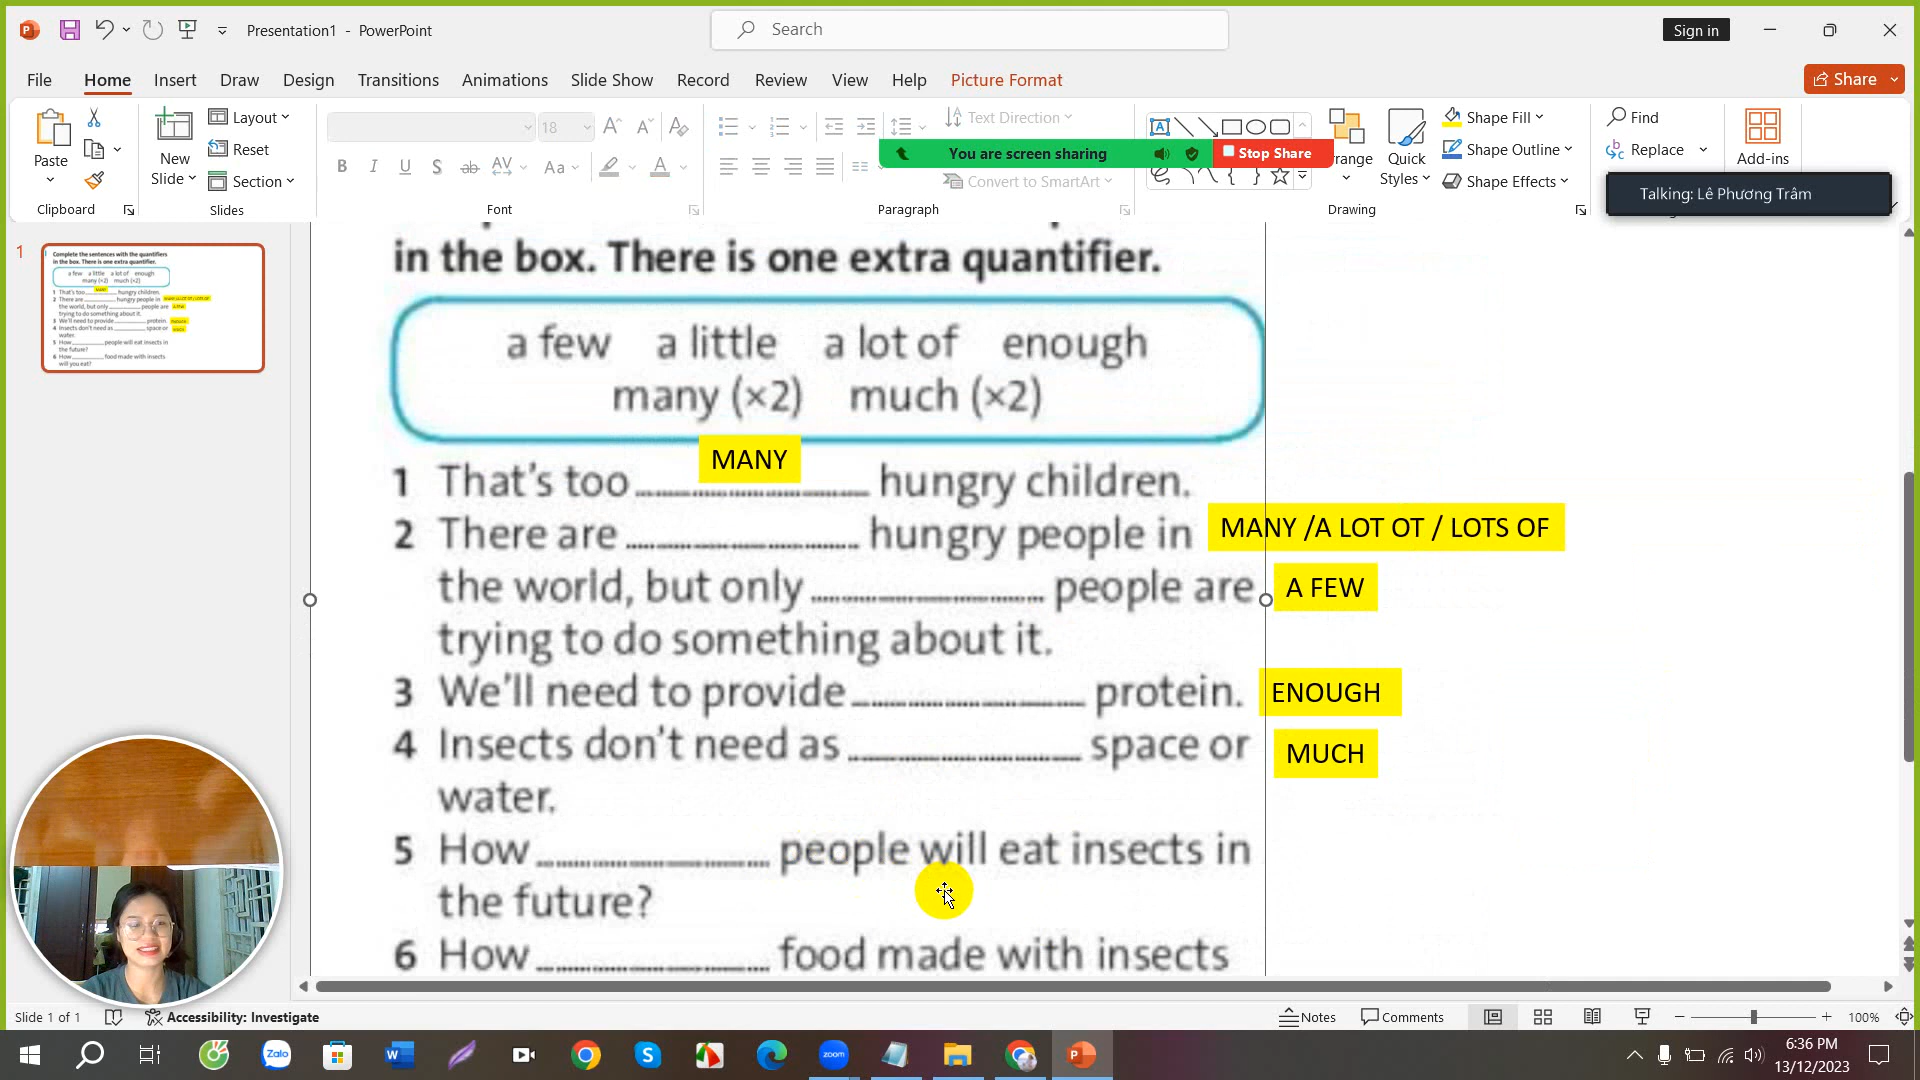 Presentation1 - PowerPoint
Search
Sign in
File Home Insert Draw Design Transitions Animations Slide Show Record Review View Help Picture Format
Share
Paste
New Slide
Layout
Reset
Section
18
Text Direction
Convert to SmartArt
You are screen sharing
Stop Share
Quick Styles
Shape Fill
Shape Outline
Shape Effects
Find
Replace
Add-ins
Talking: Lê Phương Trâm
Clipboard
Slides
Font
Paragraph
Drawing
1
in the box. There is one extra quantifier.
a few a little a lot of enough
many (×2) much (×2)
MANY
1 That's too ........ hungry children.
2 There are ........ hungry people in MANY /A LOT OT / LOTS OF
the world, but only ........ people are A FEW
trying to do something about it.
3 We'll need to provide ........ protein. ENOUGH
4 Insects don't need as ........ space or MUCH
water.
5 How ........ people will eat insects in
the future?
6 How ........ food made with insects
Slide 1 of 1
Accessibility: Investigate
Notes
Comments
100%
Zalo
zoom
6:36 PM
13/12/2023